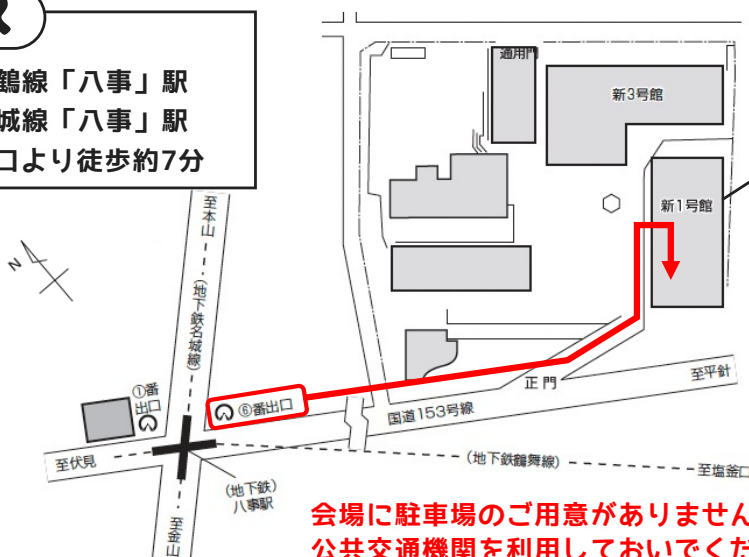 ス
鶴線「八事」駅
城線「八事」駅
口より徒歩約7分
通用門
新3号館
新1号館
至本山
(地下鉄名城線)
N
①番
出口
⑥番出口
正門
至平針
国道153号線
至伏見
(地下鉄鶴舞線)
至塩釜口
(地下鉄)
八事駅
至金山
会場に駐車場のご用意がありません
公共交通機関を利用しておいでくだ